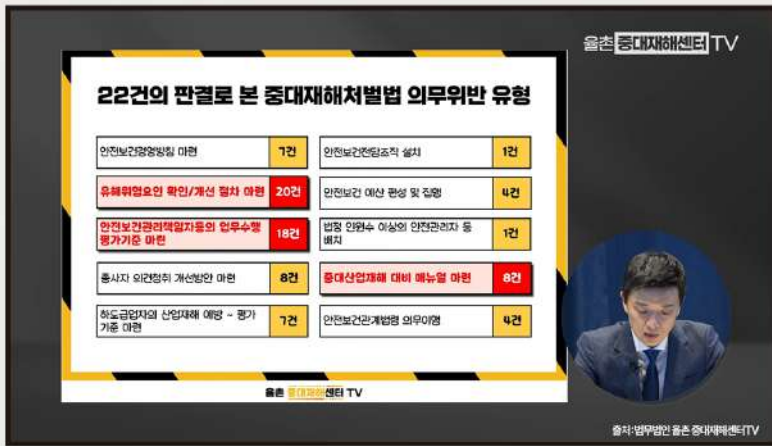 율촌 중대재해센터 TV
22건의 판결로 본 중대재해처벌법 의무위반 유형
안전보건경영방침 마련 7건
안전보건전담조직 설치 1건
유해위험요인 확인/개선 절차 마련 20건
안전보건 예산 편성 및 집행 4건
안전보건관리책임자등의 업무수행
평가기준 마련 18건
법정 인원수 이상의 안전관리자 등
배치 1건
종사자 의견청취 개선방안 마련 8건
중대산업재해 대비 매뉴얼 마련 8건
하도급업자의 산업재해 예방 ~ 평가
기준 마련 7건
안전보건관계법령 의무이행 4건
율촌 중대재해센터 TV
출처:법무법인 율촌 중대재해센터TV